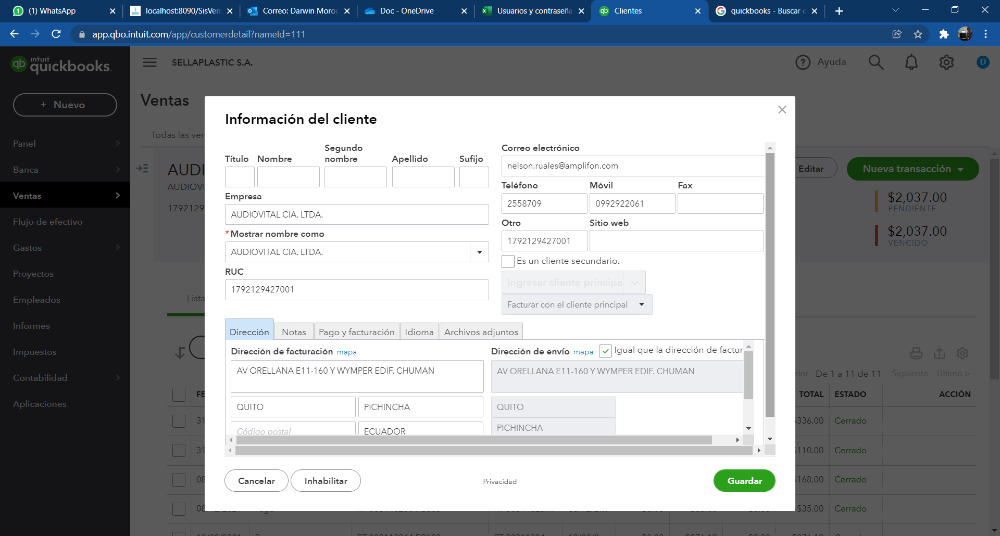 (1) WhatsApp
localhost:8090/SisVen
Correo: Darwin Moroc
Doc - OneDrive
Usuarios y contraseña
Clientes
quickbooks - Buscar c
app.qbo.intuit.com/app/customerdetail?nameId=111
intuit
quickbooks.
SELLAPLASTIC S.A.
Ayuda
D
+ Nuevo
Panel
Banca
Ventas
Flujo de efectivo
Gastos
Proyectos
Empleados
Informes
Impuestos
Contabilidad
Aplicaciones
Ventas
Todas las ven
AUDI
AUDIOVI
1792129
Lista
Editar
Nueva transacción
$2,037.00
PENDIENTE
$2,037.00
VENCIDO
Información del cliente
Título
Nombre
Segundo nombre
Apellido
Sufijo
Empresa
AUDIOVITAL CIA. LTDA.
* Mostrar nombre como
AUDIOVITAL CIA. LTDA.
RUC
1792129427001
Correo electrónico
nelson.ruales@amplifon.com
Teléfono
Móvil
Fax
2558709
0992922061
Otro
Sitio web
1792129427001
Es un cliente secundario.
Ingresar cliente principa
Facturar con el cliente principal
Dirección
Notas
Pago y facturación
Idioma
Archivos adjuntos
Dirección de facturación mapa
AV ORELLANA E11-160 Y WYMPER EDIF. CHUMAN
QUITO
PICHINCHA
Código postal
ECUADOR
Dirección de envío mapa
Igual que la dirección de factur
AV ORELLANA E11-160 Y WYMPER EDIF. CHUMAN
QUITO
PICHINCHA
Cancelar
Inhabilitar
Privacidad
Guardar
rior De 1 a 11 de 11 Siguiente Último >
FE
TOTAL
ESTADO
ACCIÓN
31
$336.00
Cerrado
31
$110.00
Cerrado
08
$168.00
Cerrado
08
-$35.00
Cerrado